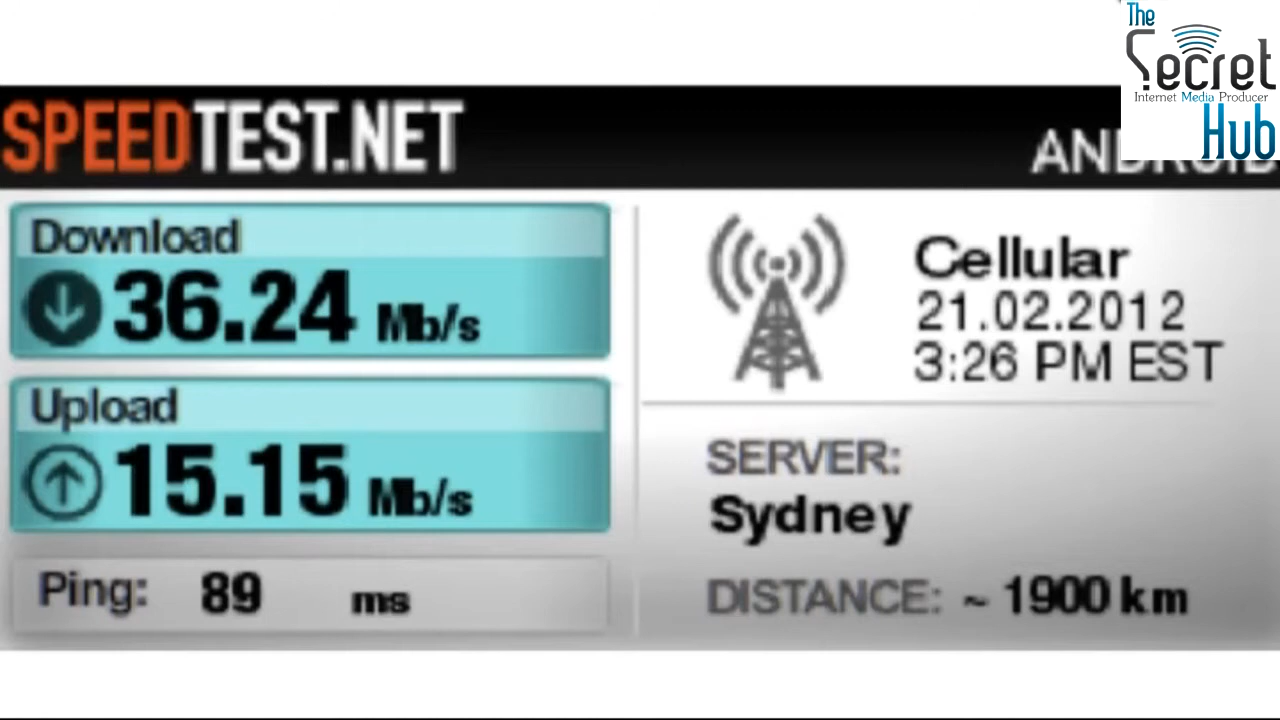 The
Secret
Internet Media Producer
Hub
SPEEDTEST.NET
ANDROID
Download
36.24 Mb/s
Upload
15.15 Mb/s
Ping: 89 ms
Cellular
21.02.2012
3:26 PM EST
SERVER:
Sydney
DISTANCE: ~ 1900 km